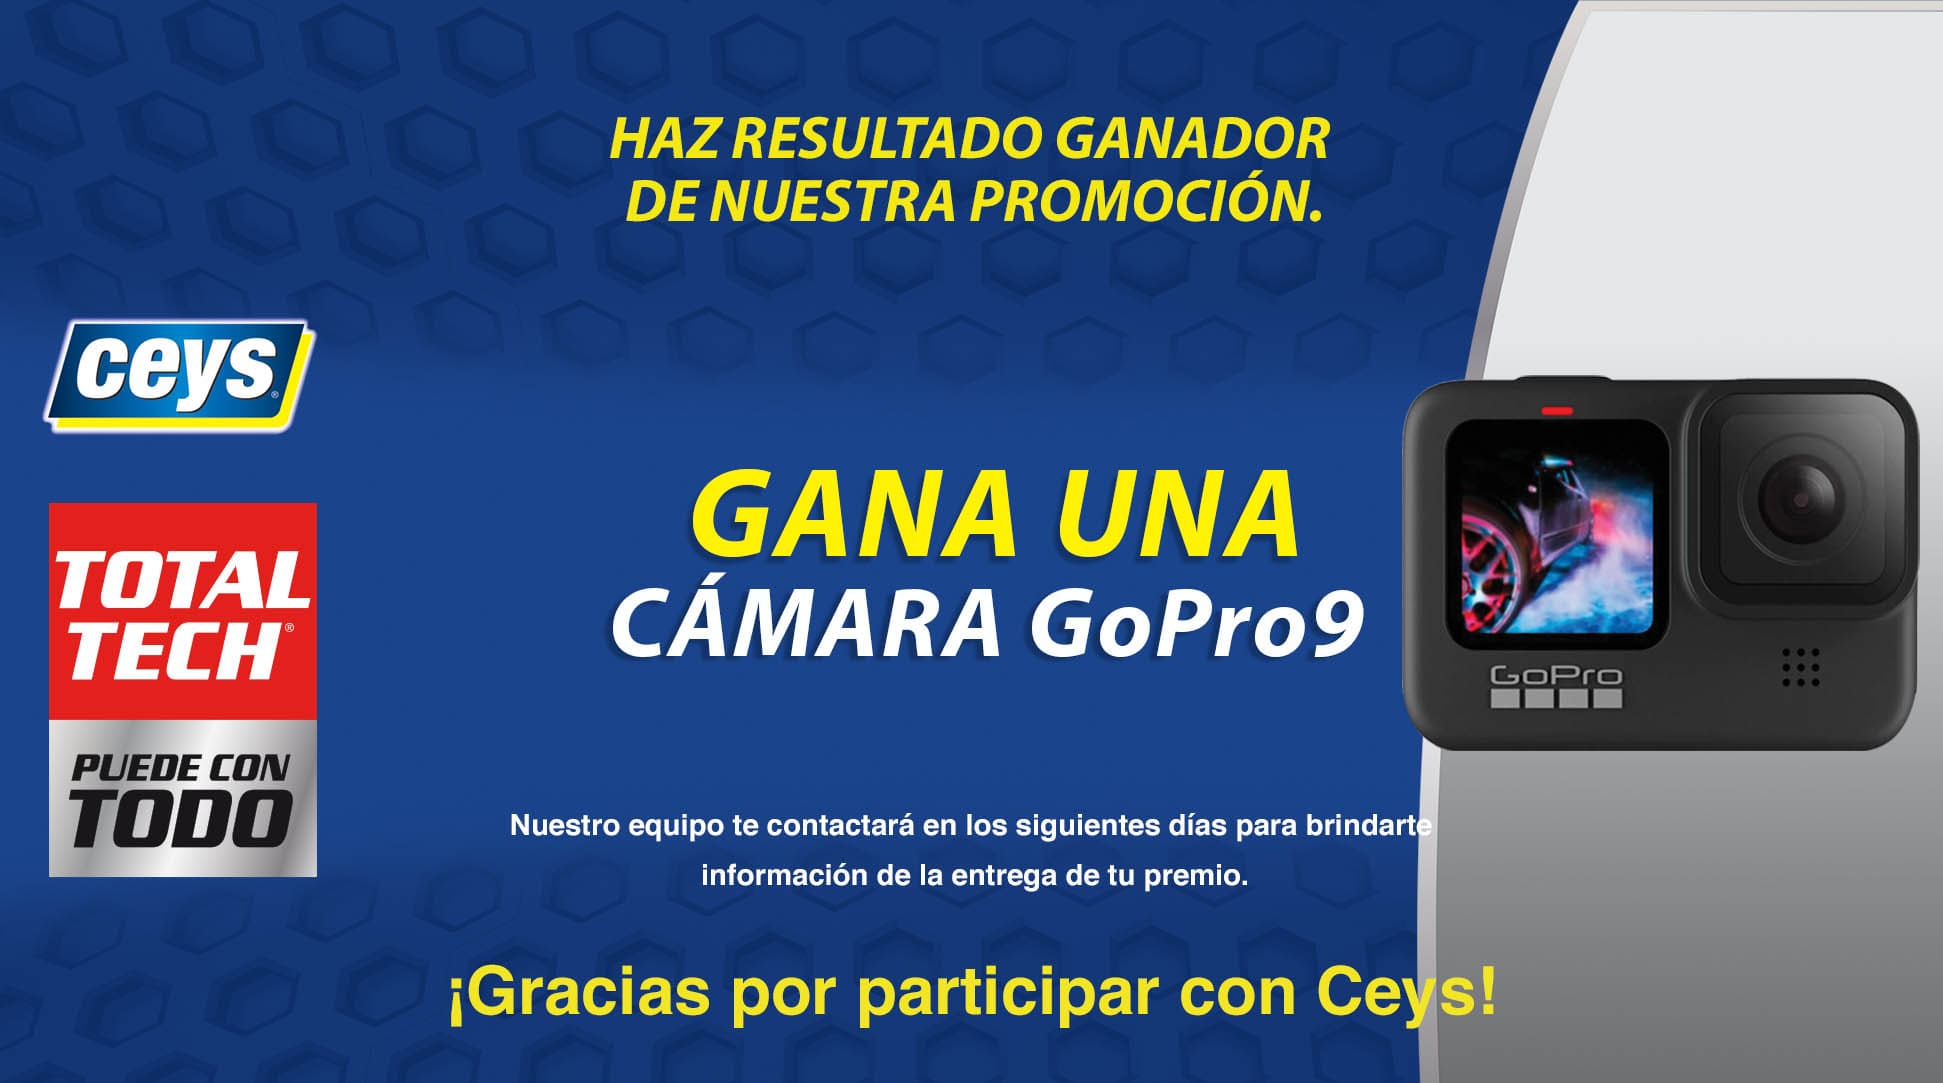 HAZ RESULTADO GANADOR
DE NUESTRA PROMOCIÓN.
ceys®
TOTAL
TECH®
PUEDE CON
TODO
GANA UNA
CÁMARA GoPro9
GoPro
Nuestro equipo te contactará en los siguientes días para brindarte
información de la entrega de tu premio.
¡Gracias por participar con Ceys!